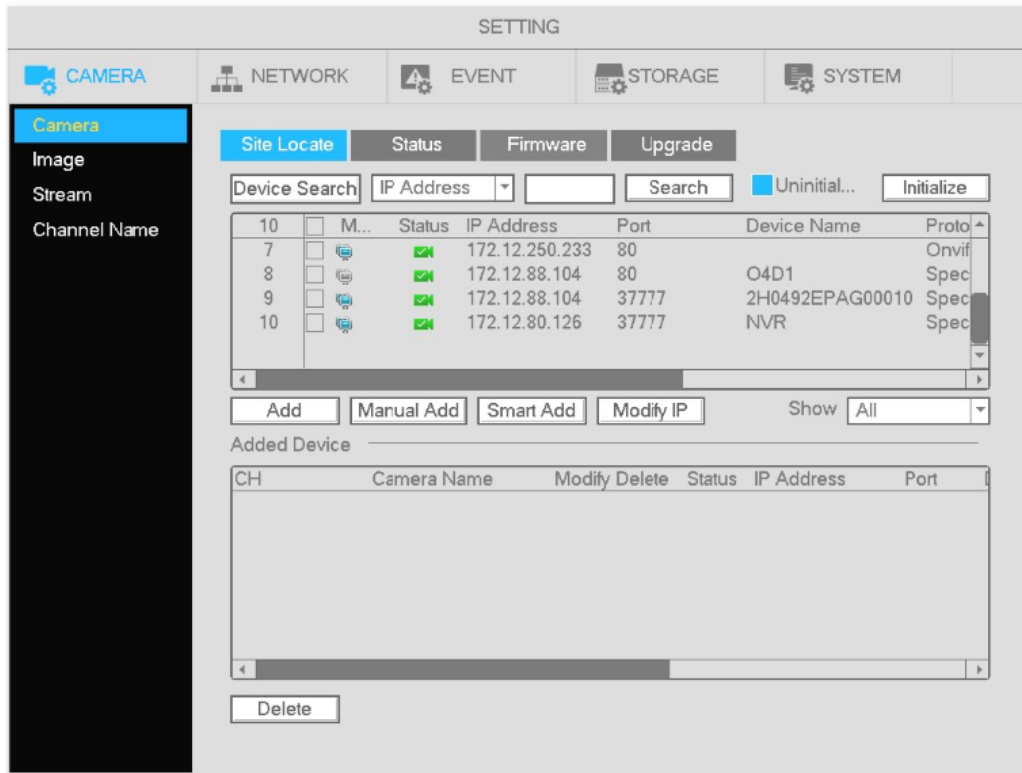 SETTING
CAMERA NETWORK EVENT STORAGE SYSTEM
Camera
Image
Stream
Channel Name
Site Locate Status Firmware Upgrade
Device Search IP Address Search Uninitial... Initialize
10 M... Status IP Address Port Device Name Proto
7 172.12.250.233 80 Onvif
8 172.12.88.104 80 O4D1 Spec
9 172.12.88.104 37777 2H0492EPAG00010 Spec
10 172.12.80.126 37777 NVR Spec
Add Manual Add Smart Add Modify IP Show All
Added Device
CH Camera Name Modify Delete Status IP Address Port
Delete